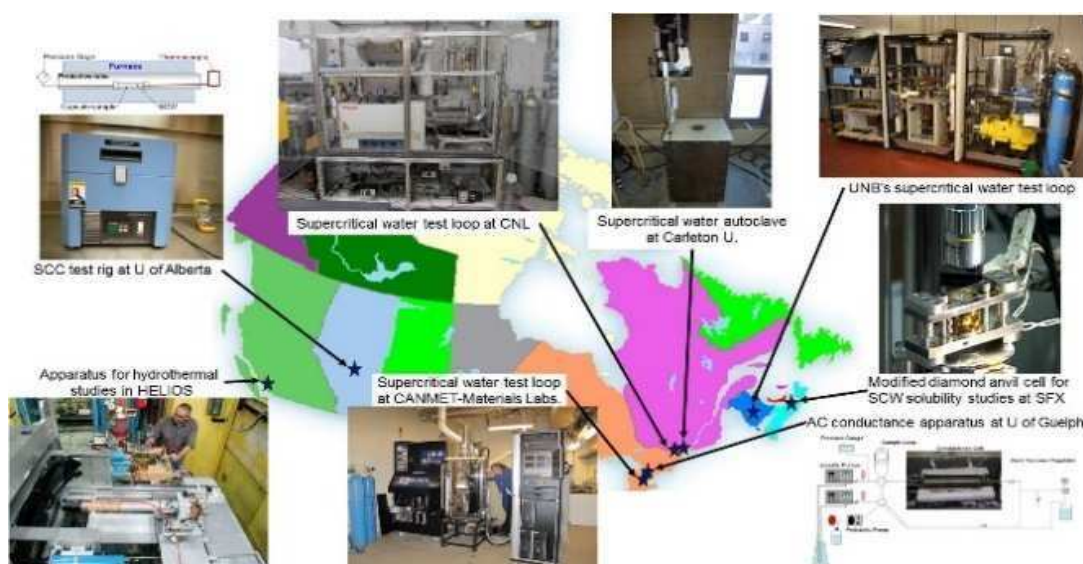 Furnace
SCC test rig at U of Alberta
Supercritical water test loop at CNL
Supercritical water autoclave
at Carleton U.
UNB's supercritical water test loop
Apparatus for hydrothermal
studies in HELIOS
Supercritical water test loop
at CANMET-Materials Labs.
Modified diamond anvil cell for
SCW solubility studies at SFX
AC conductance apparatus at U of Guelph